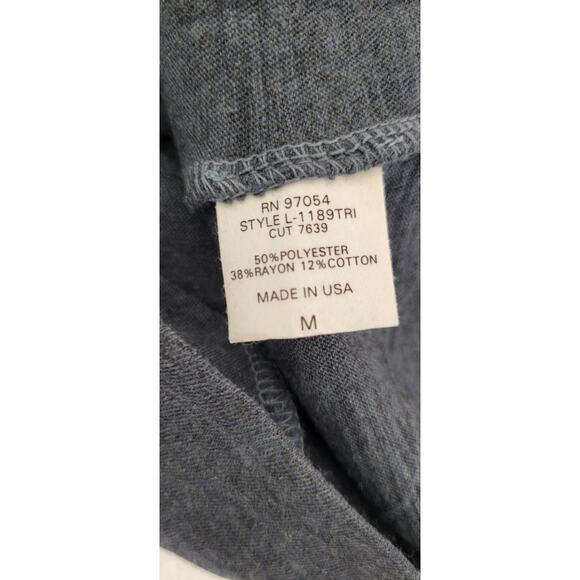 RN 97054
STYLE L-1189TRI
CUT 7639
50%POLYESTER
38%RAYON 12%COTTON
MADE IN USA
M